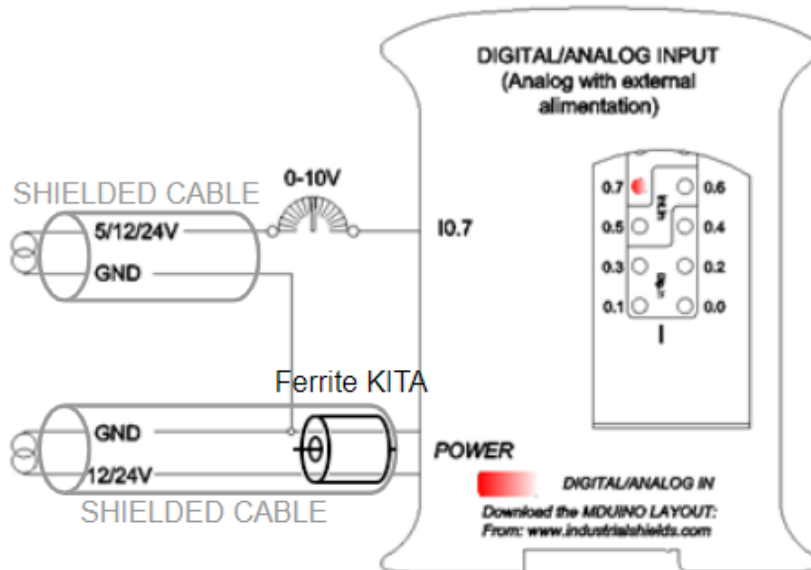 DIGITAL/ANALOG INPUT
(Analog with external
alimentation)
SHIELDED CABLE
0-10V
5/12/24V
I0.7
GND
0.7
0.6
0.5
0.4
0.3
0.2
0.1
0.0
I
Ferrite KITA
GND
POWER
12/24V
DIGITAL/ANALOG IN
SHIELDED CABLE
Download the MDUINO LAYOUT:
From: www.industrialshields.com